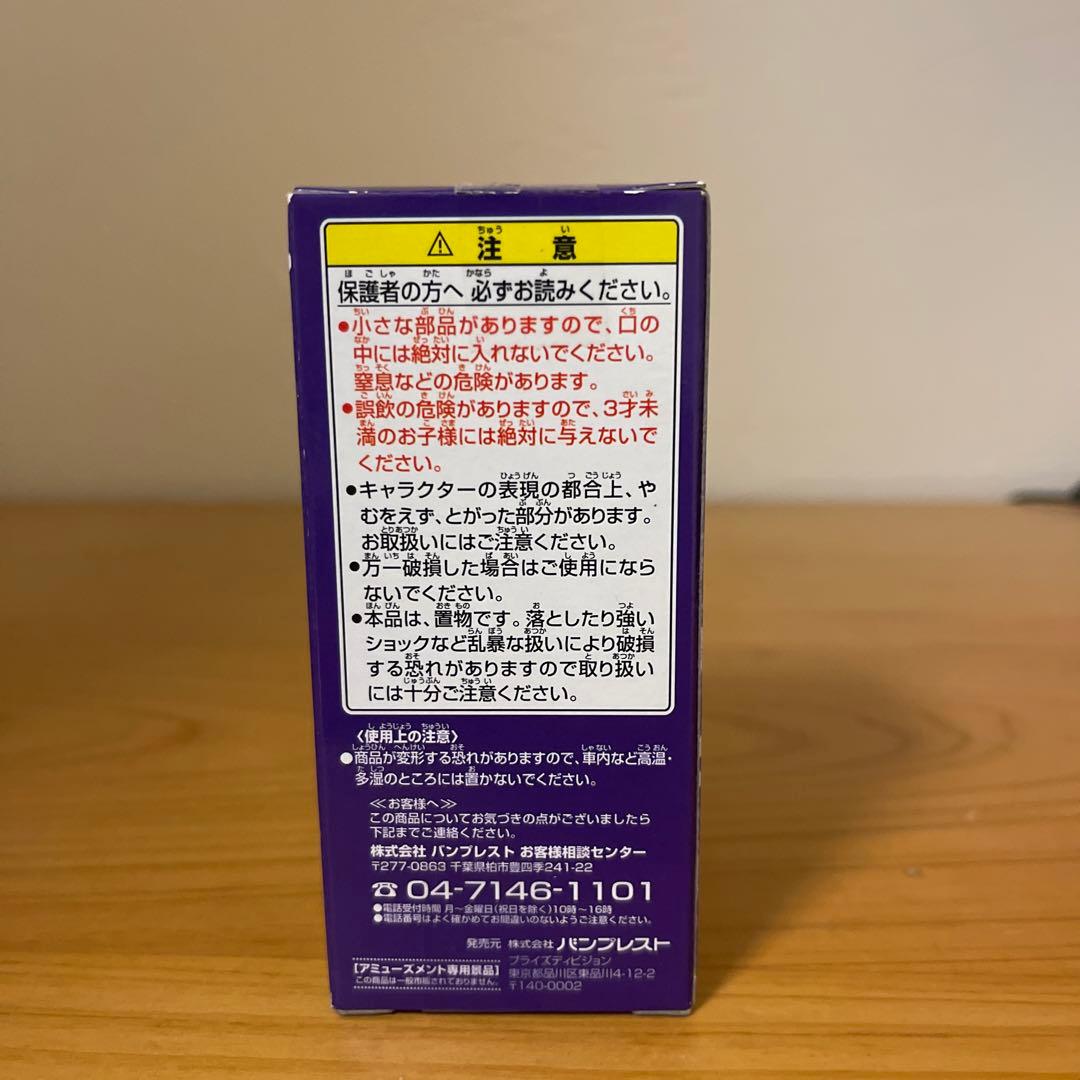 ⚠ 注意
保護者の方へ 必ずお読みください。
●小さな部品がありますので、口の
中には絶対に入れないでください。
窒息などの危険があります。
●誤飲の危険がありますので、3才未
満のお子様には絶対に与えないで
ください。
●キャラクターの表現の都合上、や
むをえず、とがった部分があります。
お取扱いにはご注意ください。
●万一破損した場合はご使用になら
ないでください。
●本品は、置物です。落としたり強い
ショックなど乱暴な扱いにより破損
する恐れがありますので取り扱い
には十分ご注意ください。
〈使用上の注意〉
●商品が変形する恐れがありますので、車内など高温・
多湿のところには置かないでください。
≪お客様へ≫
この商品についてお気づきの点がございましたら
下記までご連絡ください。
株式会社 バンプレスト お客様相談センター
〒277-0863 千葉県柏市豊四季241-22
☎ 04-7146-1101
●電話受付時間 月～金曜日(祝日を除く)10時～16時
●電話番号はよく確かめてお間違いのないようご注意ください。
発売元 株式会社 バンプレスト
プライズディビジョン
東京都品川区東品川4-12-2
〒140-0002
【アミューズメント専用景品】
この商品は一般市販されておりません。